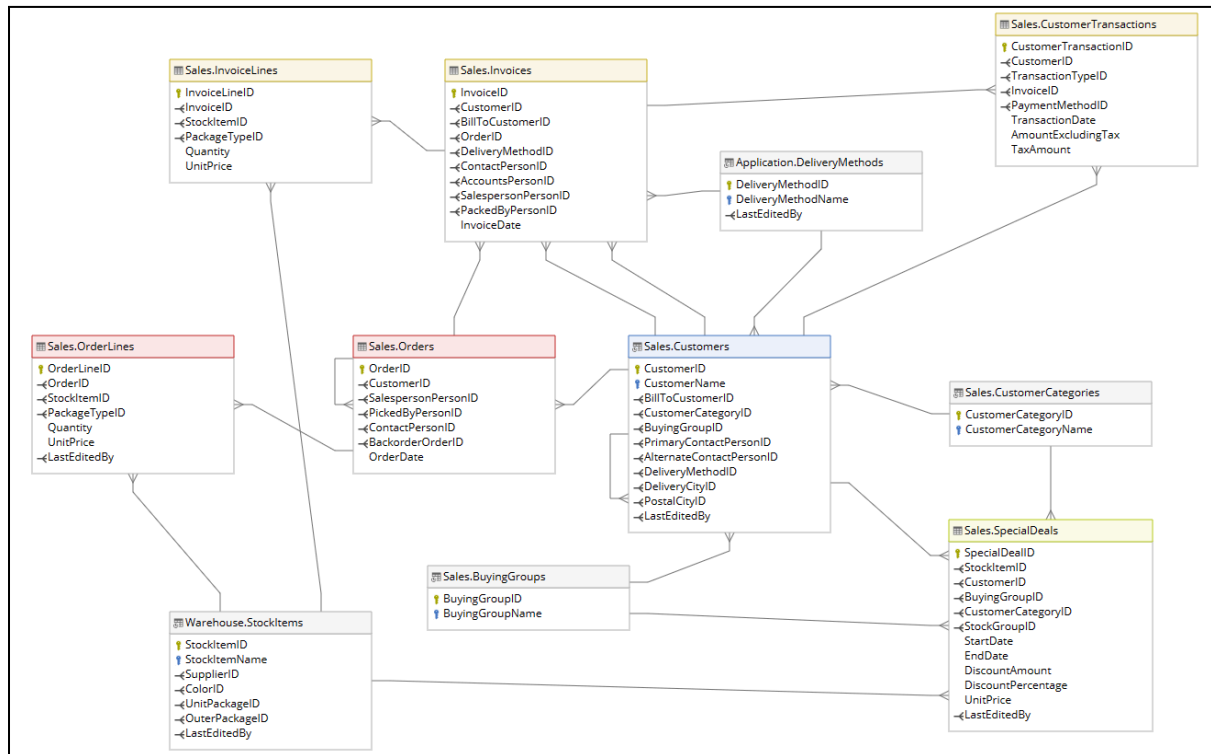 Sales.CustomerTransactions
CustomerTransactionID
CustomerID
TransactionTypeID
InvoiceID
PaymentMethodID
TransactionDate
AmountExcludingTax
TaxAmount
Sales.InvoiceLines
InvoiceLineID
InvoiceID
StockItemID
PackageTypeID
Quantity
UnitPrice
Sales.Invoices
InvoiceID
CustomerID
BillToCustomerID
OrderID
DeliveryMethodID
ContactPersonID
AccountsPersonID
SalespersonPersonID
PackedByPersonID
InvoiceDate
Application.DeliveryMethods
DeliveryMethodID
DeliveryMethodName
LastEditedBy
Sales.OrderLines
OrderLineID
OrderID
StockItemID
PackageTypeID
Quantity
UnitPrice
LastEditedBy
Sales.Orders
OrderID
CustomerID
SalespersonPersonID
PickedByPersonID
ContactPersonID
BackorderOrderID
OrderDate
Sales.Customers
CustomerID
CustomerName
BillToCustomerID
CustomerCategoryID
BuyingGroupID
PrimaryContactPersonID
AlternateContactPersonID
DeliveryMethodID
DeliveryCityID
PostalCityID
LastEditedBy
Sales.CustomerCategories
CustomerCategoryID
CustomerCategoryName
Sales.SpecialDeals
SpecialDealID
StockItemID
CustomerID
BuyingGroupID
CustomerCategoryID
StockGroupID
StartDate
EndDate
DiscountAmount
DiscountPercentage
UnitPrice
LastEditedBy
Sales.BuyingGroups
BuyingGroupID
BuyingGroupName
Warehouse.StockItems
StockItemID
StockItemName
SupplierID
ColorID
UnitPackageID
OuterPackageID
LastEditedBy